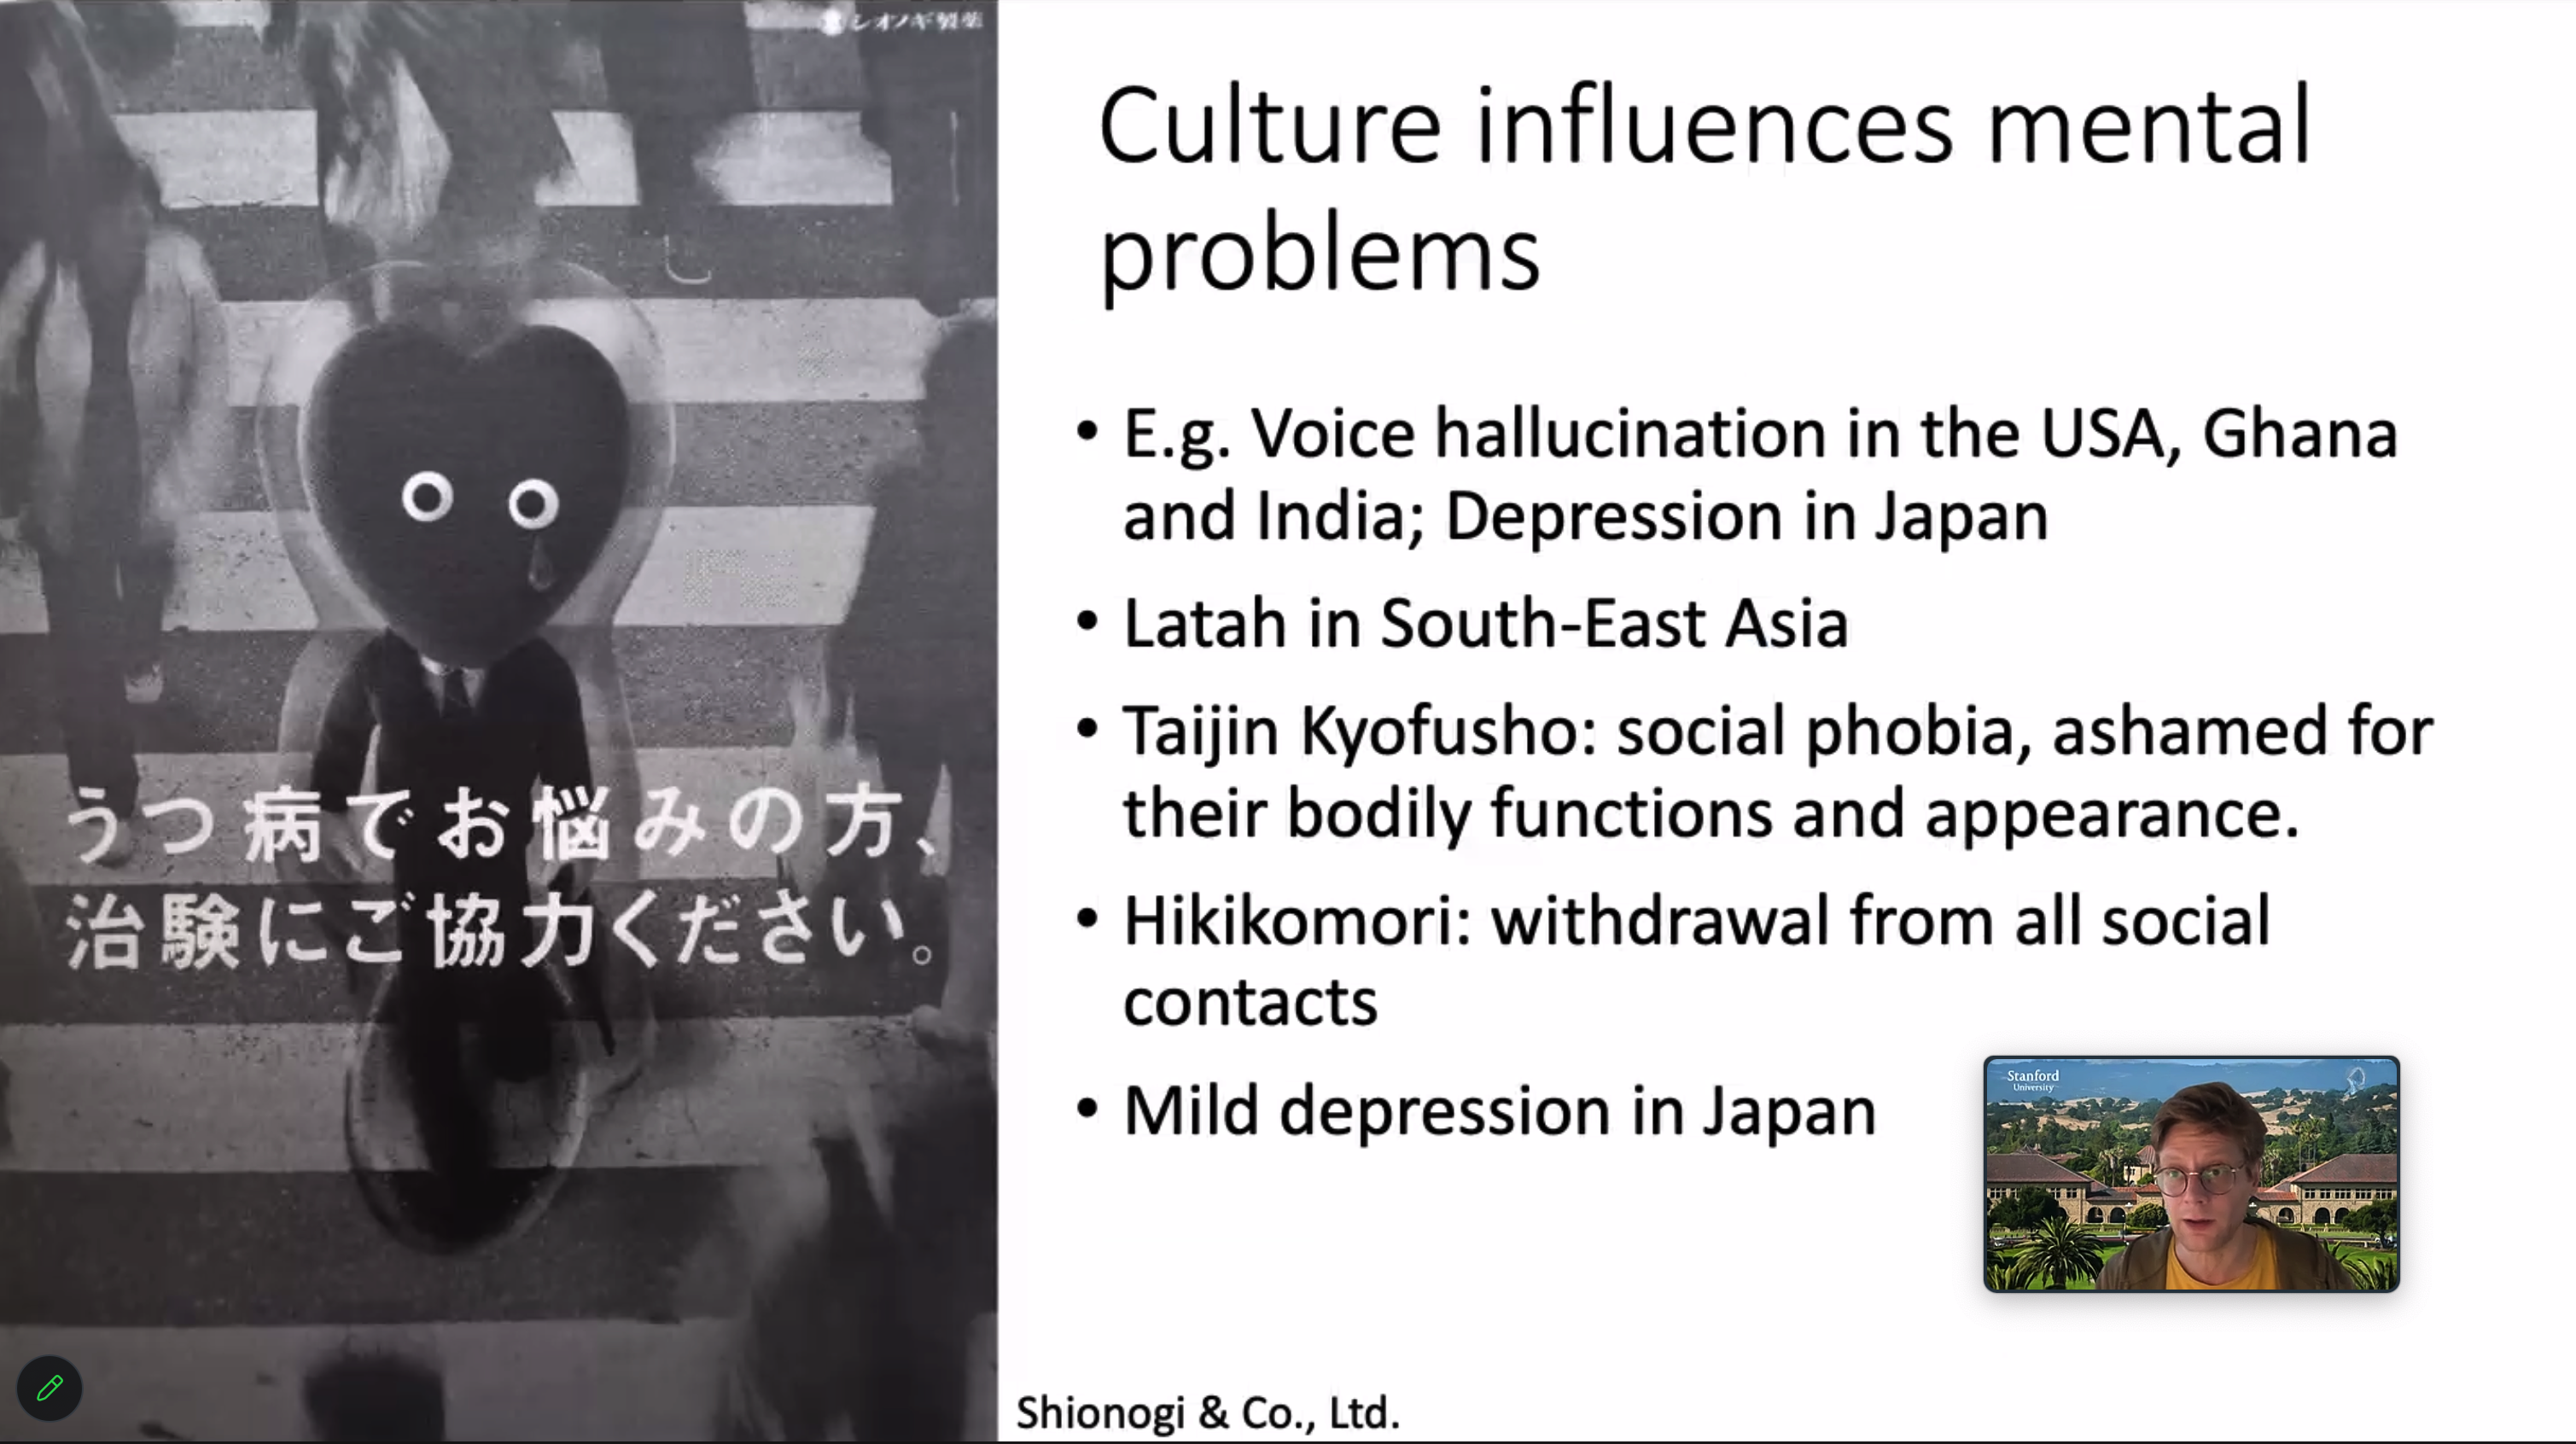 シオノギ製薬
うつ病でお悩みの方、
治験にご協力ください。
Culture influences mental
problems
• E.g. Voice hallucination in the USA, Ghana
and India; Depression in Japan
• Latah in South-East Asia
• Taijin Kyofusho: social phobia, ashamed for
their bodily functions and appearance.
• Hikikomori: withdrawal from all social
contacts
• Mild depression in Japan
Stanford
University
Shionogi & Co., Ltd.